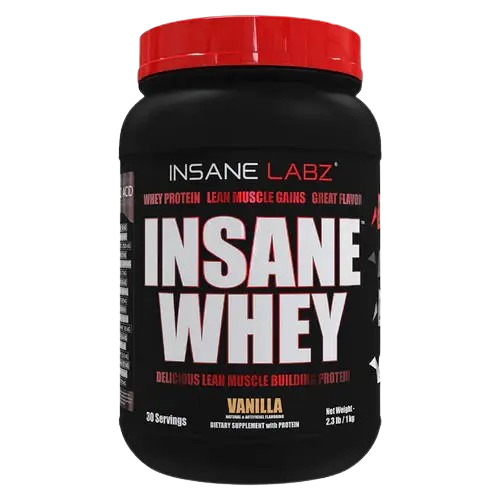 INSANE LABZ®
WHEY PROTEIN LEAN MUSCLE GAINS GREAT FLAVOR
INSANE™
WHEY
DELICIOUS LEAN MUSCLE BUILDING PROTEIN
VANILLA
NATURAL & ARTIFICIAL FLAVORING
30 Servings
DIETARY SUPPLEMENT with PROTEIN
Net Weight -
2.3 lb / 1 kg